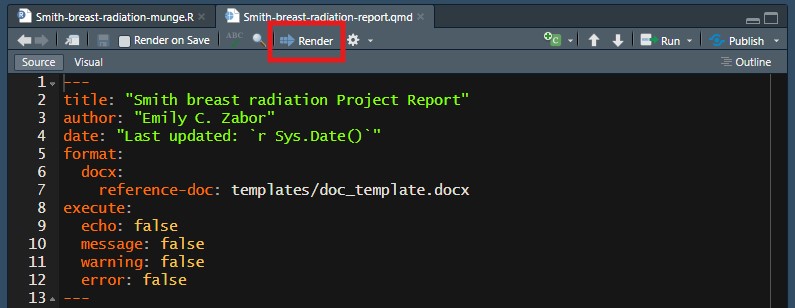 Smith-breast-radiation-munge.R Smith-breast-radiation-report.qmd
Render on Save ABC Render Run Publish
Source Visual Outline
1 ---
2 title: "Smith breast radiation Project Report"
3 author: "Emily C. Zabor"
4 date: "Last updated: `r Sys.Date()`"
5 format:
6 docx:
7 reference-doc: templates/doc_template.docx
8 execute:
9 echo: false
10 message: false
11 warning: false
12 error: false
13 ---